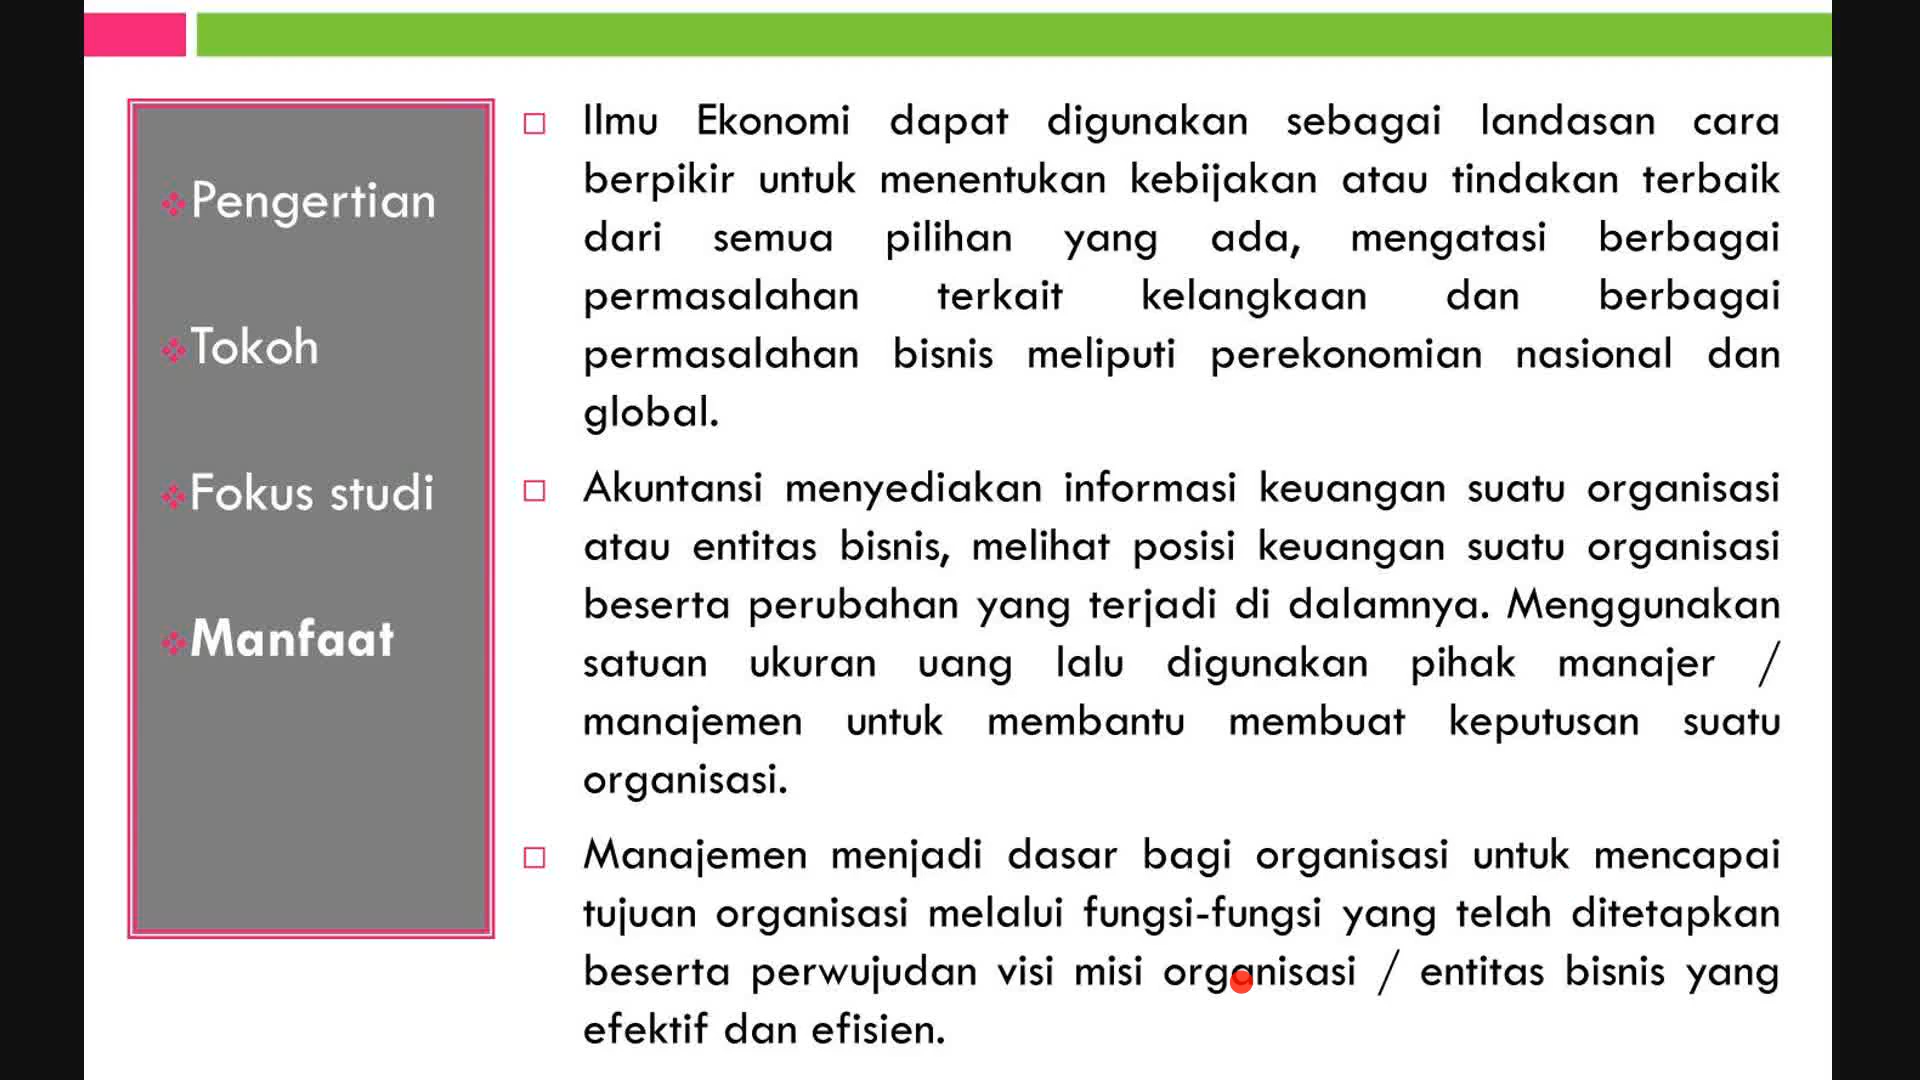 Pengertian
Tokoh
Fokus studi
Manfaat
Ilmu Ekonomi dapat digunakan sebagai landasan cara
berpikir untuk menentukan kebijakan atau tindakan terbaik
dari semua pilihan yang ada, mengatasi berbagai
permasalahan terkait kelangkaan dan berbagai
permasalahan bisnis meliputi perekonomian nasional dan
global.
Akuntansi menyediakan informasi keuangan suatu organisasi
atau entitas bisnis, melihat posisi keuangan suatu organisasi
beserta perubahan yang terjadi di dalamnya. Menggunakan
satuan ukuran uang lalu digunakan pihak manajer /
manajemen untuk membantu membuat keputusan suatu
organisasi.
Manajemen menjadi dasar bagi organisasi untuk mencapai
tujuan organisasi melalui fungsi-fungsi yang telah ditetapkan
beserta perwujudan visi misi organisasi / entitas bisnis yang
efektif dan efisien.